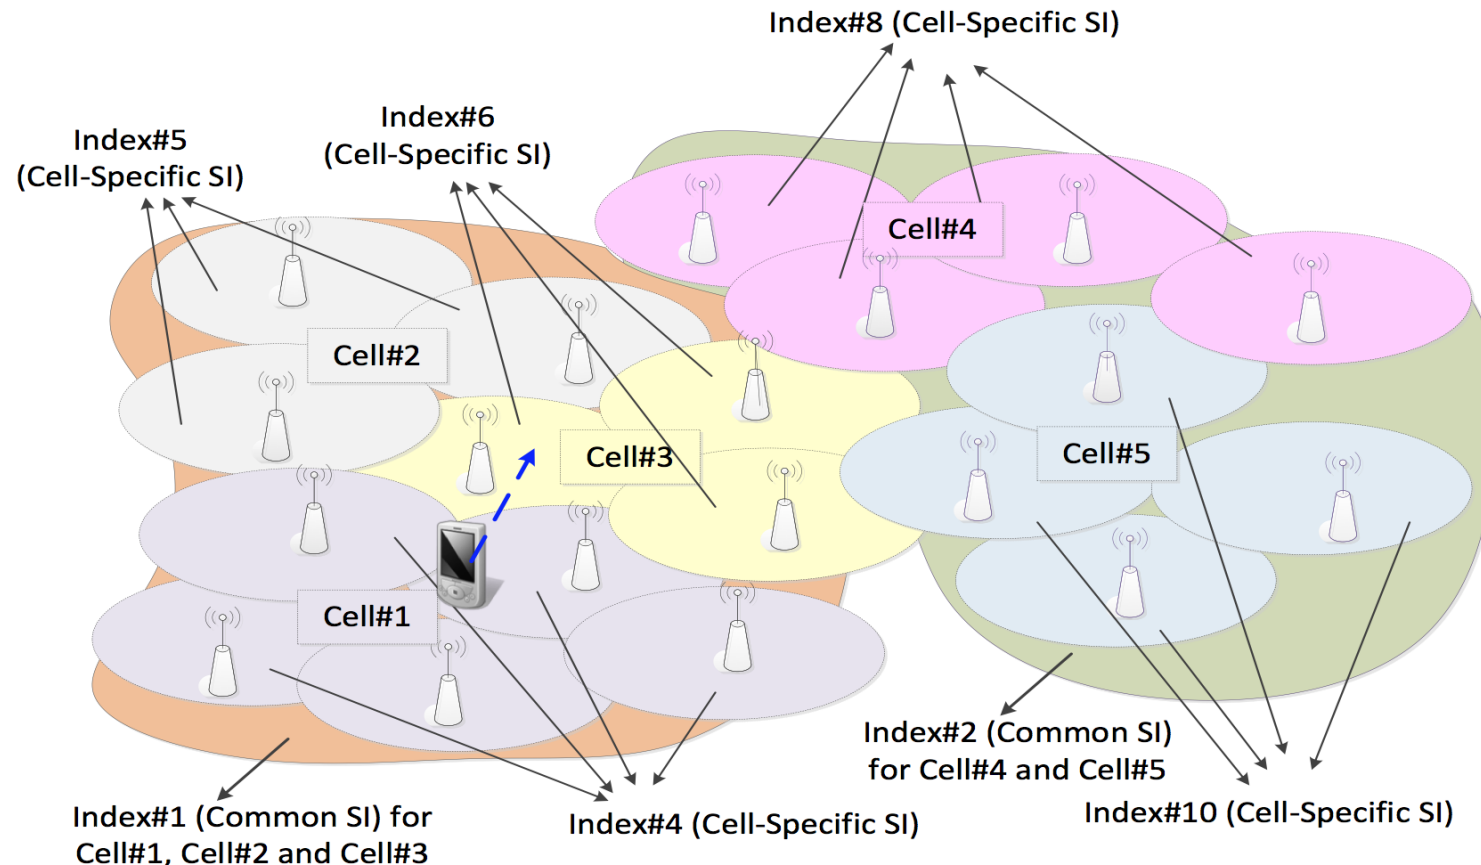 Index#8 (Cell-Specific SI)
Index#6
(Cell-Specific SI)
Index#5
(Cell-Specific SI)
Cell#4
Cell#2
Cell#3
Cell#5
Cell#1
Index#2 (Common SI)
for Cell#4 and Cell#5
Index#10 (Cell-Specific SI)
Index#1 (Common SI) for
Cell#1, Cell#2 and Cell#3
Index#4 (Cell-Specific SI)